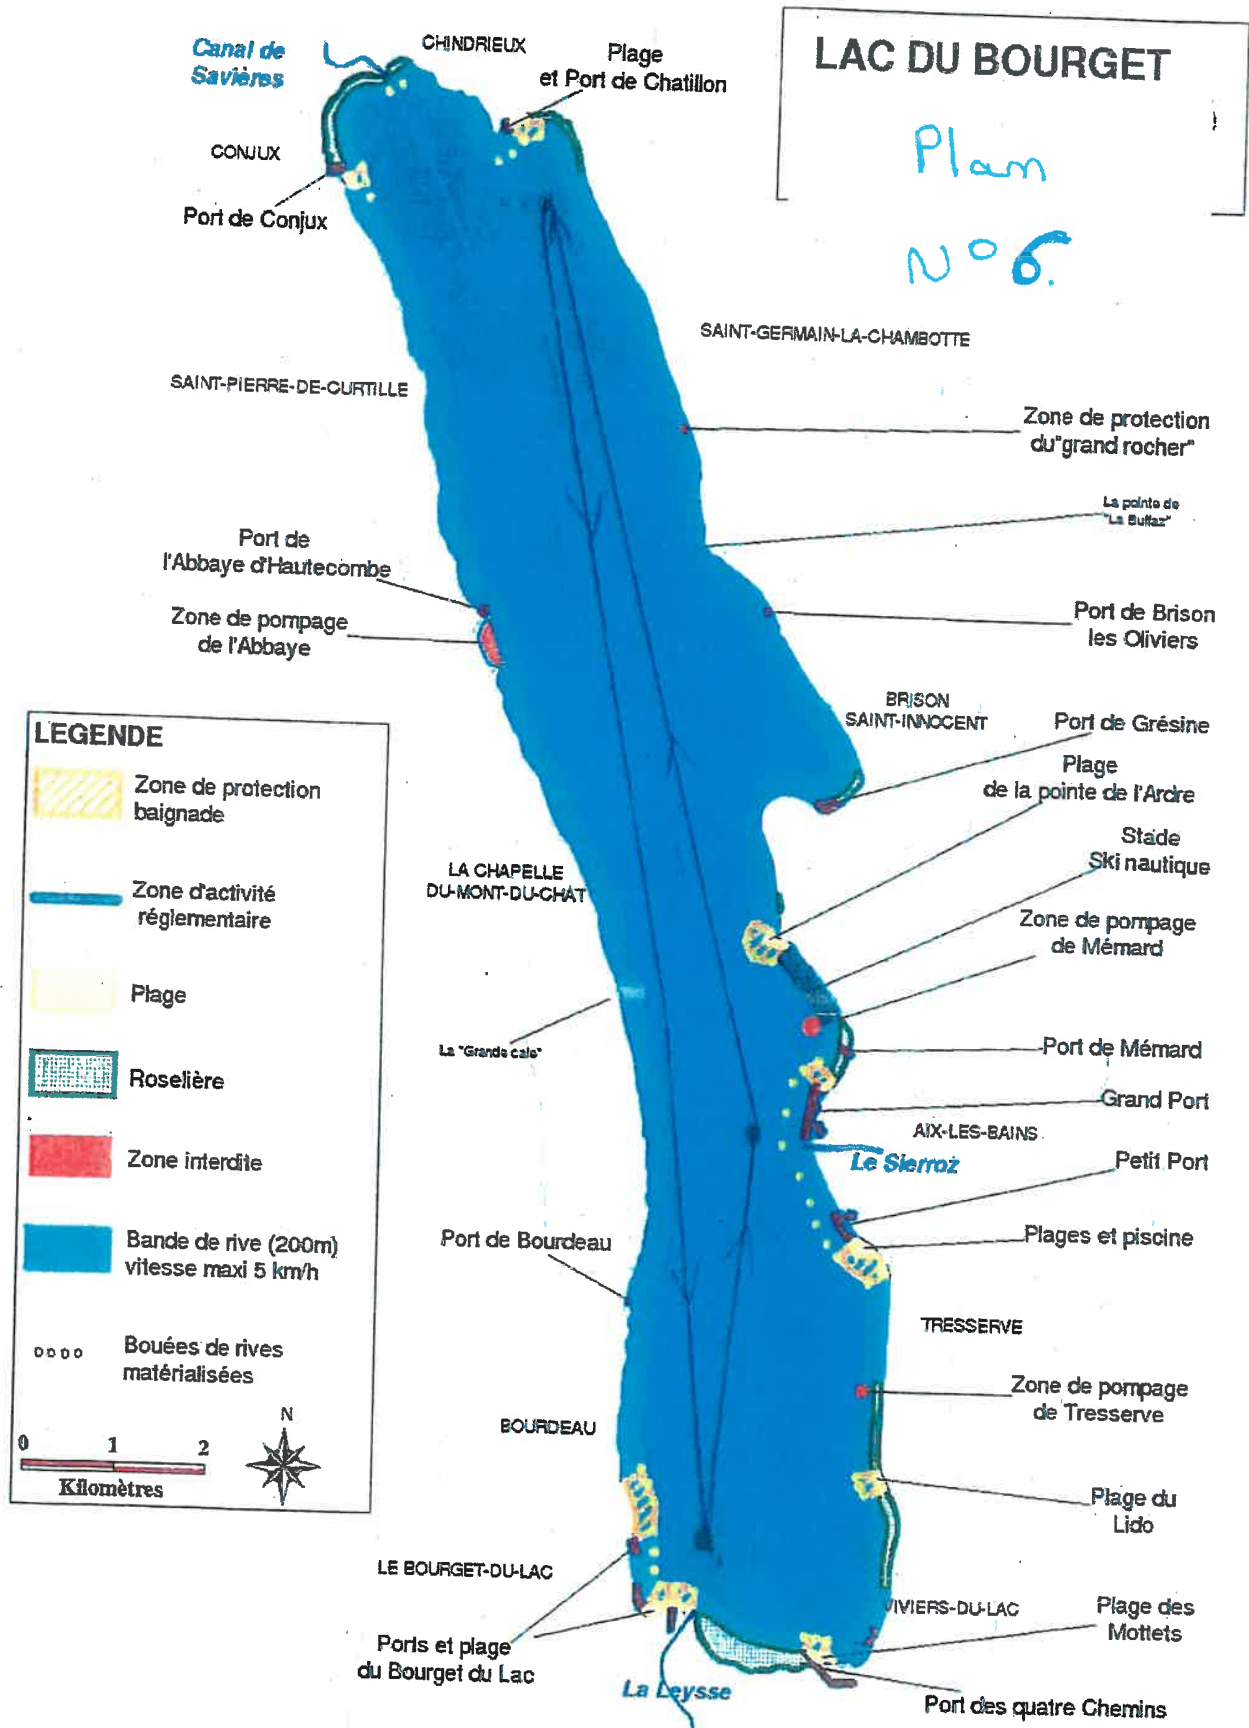 LAC DU BOURGET
Plan
N° 6.
Canal de
Savières
CHINDRIEUX
Plage
et Port de Chatillon
CONJUX
Port de Conjux
SAINT-GERMAIN-LA-CHAMBOTTE
SAINT-PIERRE-DE-CURTILLE
Zone de protection
du"grand rocher"
La pointe de
"La Buffaz"
Port de
l'Abbaye d'Hautecombe
Zone de pompage
de l'Abbaye
Port de Brison
les Oliviers
BRISON
SAINT-INNOCENT
Port de Grésine
Plage
de la pointe de l'Ardre
Stade
Ski nautique
LA CHAPELLE
DU-MONT-DU-CHAT
Zone de pompage
de Mémard
La "Grande cale"
Port de Mémard
Grand Port
AIX-LES-BAINS
Le Sierroz
Petit Port
Plages et piscine
Port de Bourdeau
TRESSERVE
Zone de pompage
de Tresserve
BOURDEAU
Plage du
Lido
LE BOURGET-DU-LAC
VIVIERS-DU-LAC
Plage des
Mottets
Ports et plage
du Bourget du Lac
La Leysse
Port des quatre Chemins
LEGENDE
Zone de protection
baignade
Zone d'activité
réglementaire
Plage
Roselière
Zone interdite
Bande de rive (200m)
vitesse maxi 5 km/h
Bouées de rives
matérialisées
N
0 1 2
Kilomètres